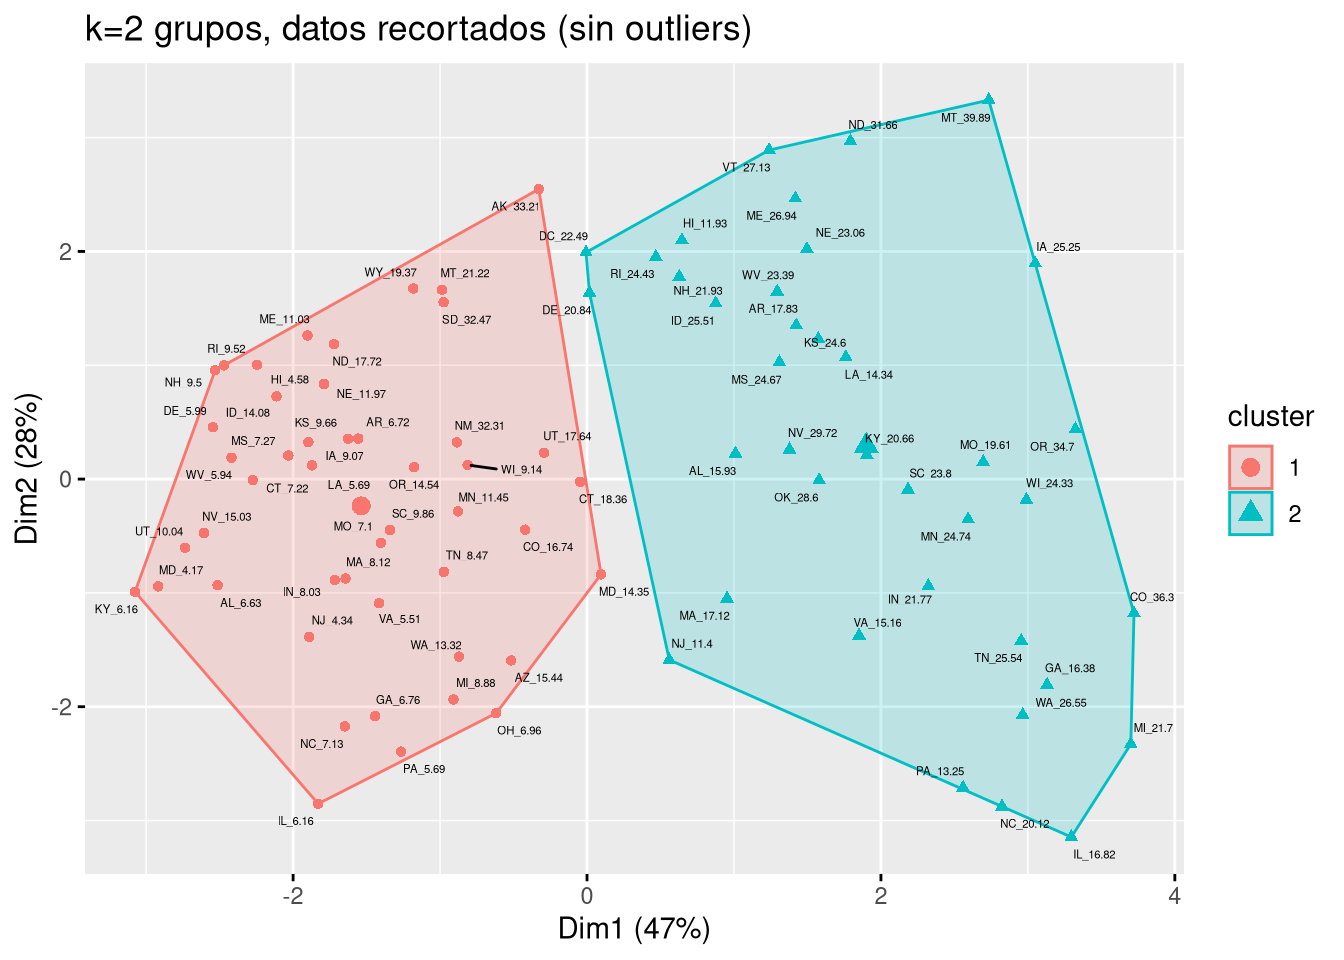 k=2 grupos, datos recortados (sin outliers)
MT_39.89
ND_31.66
VT_27.13
AK_33.21
ME_26.94
HI_11.93
DC_22.49
NE_23.06
IA_25.25
WY_19.37
MT_21.22
RI_24.43
WV_23.39
NH_21.93
DE_20.84
AR_17.83
ID_25.51
ME_11.03
SD_32.47
KS_24.6
RI_9.52
ND_17.72
LA_14.34
NH_9.5
HI_4.58
MS_24.67
NE_11.97
DE_5.99
ID_14.08
KS_9.66
AR_6.72
NM_32.31
UT_17.64
NV_29.72
KY_20.66
MO_19.61
OR_34.7
MS_7.27
IA_9.07
WI_9.14
AL_15.93
WV_5.94
CT_7.22
LA_5.69
OR_14.54
CT_18.36
SC_23.8
WI_24.33
MN_11.45
OK_28.6
NV_15.03
MO_7.1
SC_9.86
MN_24.74
UT_10.04
CO_16.74
TN_8.47
MD_4.17
MA_8.12
IN_8.03
MD_14.35
KY_6.16
AL_6.63
IN_21.77
CO_36.3
MA_17.12
NJ_4.34
VA_5.51
VA_15.16
WA_13.32
NJ_11.4
TN_25.54
GA_16.38
AZ_15.44
MI_8.88
GA_6.76
WA_26.55
OH_6.96
MI_21.7
NC_7.13
PA_5.69
PA_13.25
IL_6.16
NC_20.12
IL_16.82
2
0
-2
-2
0
2
4
Dim1 (47%)
Dim2 (28%)
cluster
1
2